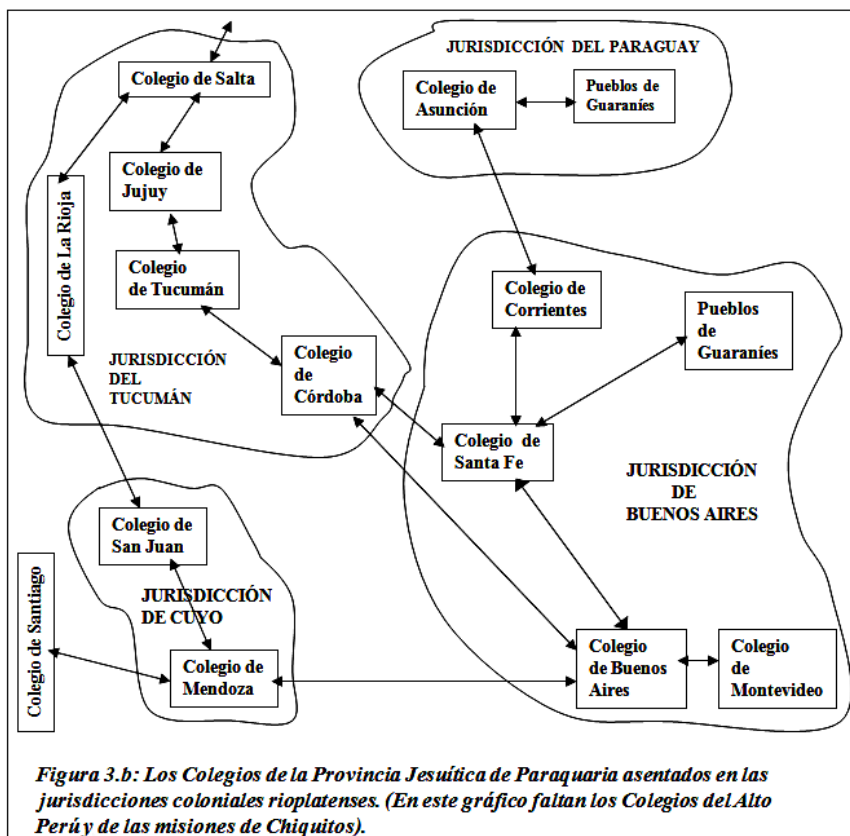 JURISDICCIÓN DEL PARAGUAY
Colegio de Salta
Colegio de
Asunción
Pueblos de
Guaraníes
Colegio de
Jujuy
Colegio de La Rioja
Colegio
de Tucumán
Colegio de
Corrientes
Pueblos
de
Guaraníes
JURISDICCIÓN
DEL
TUCUMÁN
Colegio
de
Córdoba
Colegio de
Santa Fe
JURISDICCIÓN
DE
BUENOS AIRES
Colegio de
San Juan
Colegio de Santiago
JURISDICCIÓN
DE CUYO
Colegio de
Mendoza
Colegio
de Buenos
Aires
Colegio
de
Montevideo
Figura 3.b: Los Colegios de la Provincia Jesuítica de Paraquaria asentados en las
jurisdicciones coloniales rioplatenses. (En este gráfico faltan los Colegios del Alto
Perú y de las misiones de Chiquitos).